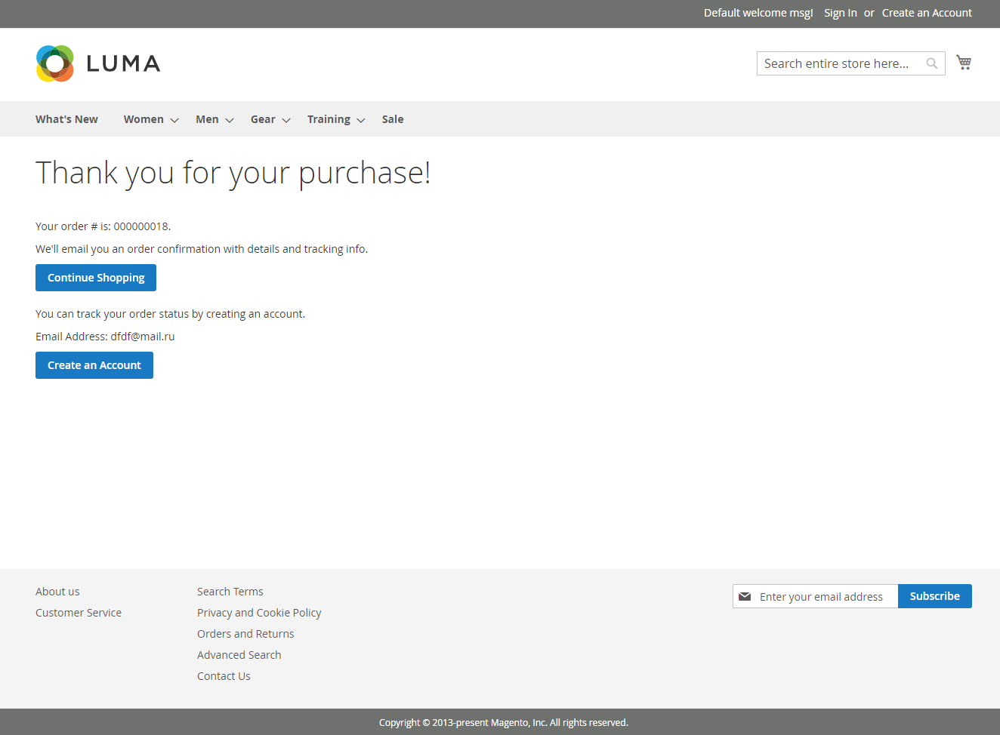 Default welcome msg! Sign In or Create an Account
LUMA
Search entire store here...
What's New Women Men Gear Training Sale
Thank you for your purchase!
Your order # is: 000000018.
We'll email you an order confirmation with details and tracking info.
Continue Shopping
You can track your order status by creating an account.
Email Address: dfdf@mail.ru
Create an Account
About us
Customer Service
Search Terms
Privacy and Cookie Policy
Orders and Returns
Advanced Search
Contact Us
Enter your email address Subscribe
Copyright © 2013-present Magento, Inc. All rights reserved.